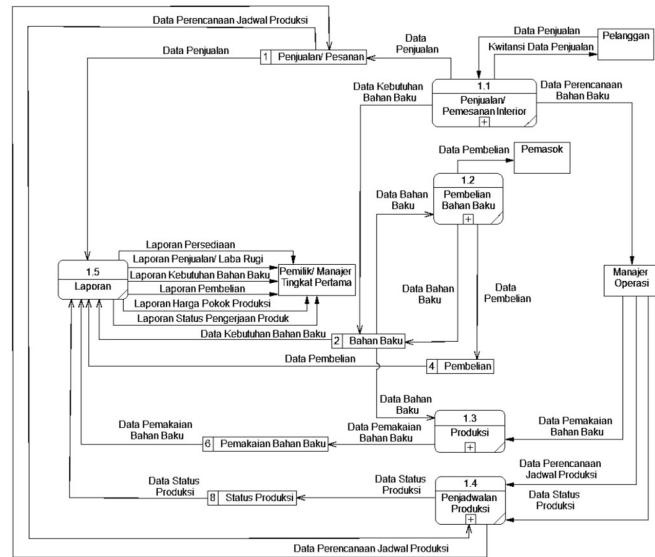 Data Perencanaan Jadwal Produksi
Data Penjualan
1 Penjualan/ Pesanan
Data
Penjualan
Data Penjualan
Kwitansi Data Penjualan
Pelanggan
1.1
Penjualan/
Pemesanan Interior
Data Kebutuhan
Bahan Baku
Data Perencanaan
Bahan Baku
Data Pembelian
Pemasok
1.2
Pembelian
Bahan Baku
Data Bahan
Baku
Laporan Persediaan
Laporan Penjualan/ Laba Rugi
Laporan Kebutuhan Bahan Baku
Laporan Pembelian
Laporan Harga Pokok Produksi
Laporan Status Pengerjaan Produk
1.5
Laporan
Pemilik/ Manajer
Tingkat Pertama
Manajer
Operasi
Data Bahan
Baku
Data
Pembelian
Data Kebutuhan Bahan Baku
2 Bahan Baku
Data Pembelian
4 Pembelian
Data Bahan
Baku
1.3
Produksi
Data Pemakaian
Bahan Baku
6 Pemakaian Bahan Baku
Data Pemakaian
Bahan Baku
Data Pemakaian
Bahan Baku
Data Perencanaan
Jadwal Produksi
Data Status
Produksi
1.4
Penjadwalan
Produksi
Data Status
Produksi
8 Status Produksi
Data Status
Produksi
Data Perencanaan Jadwal Produksi